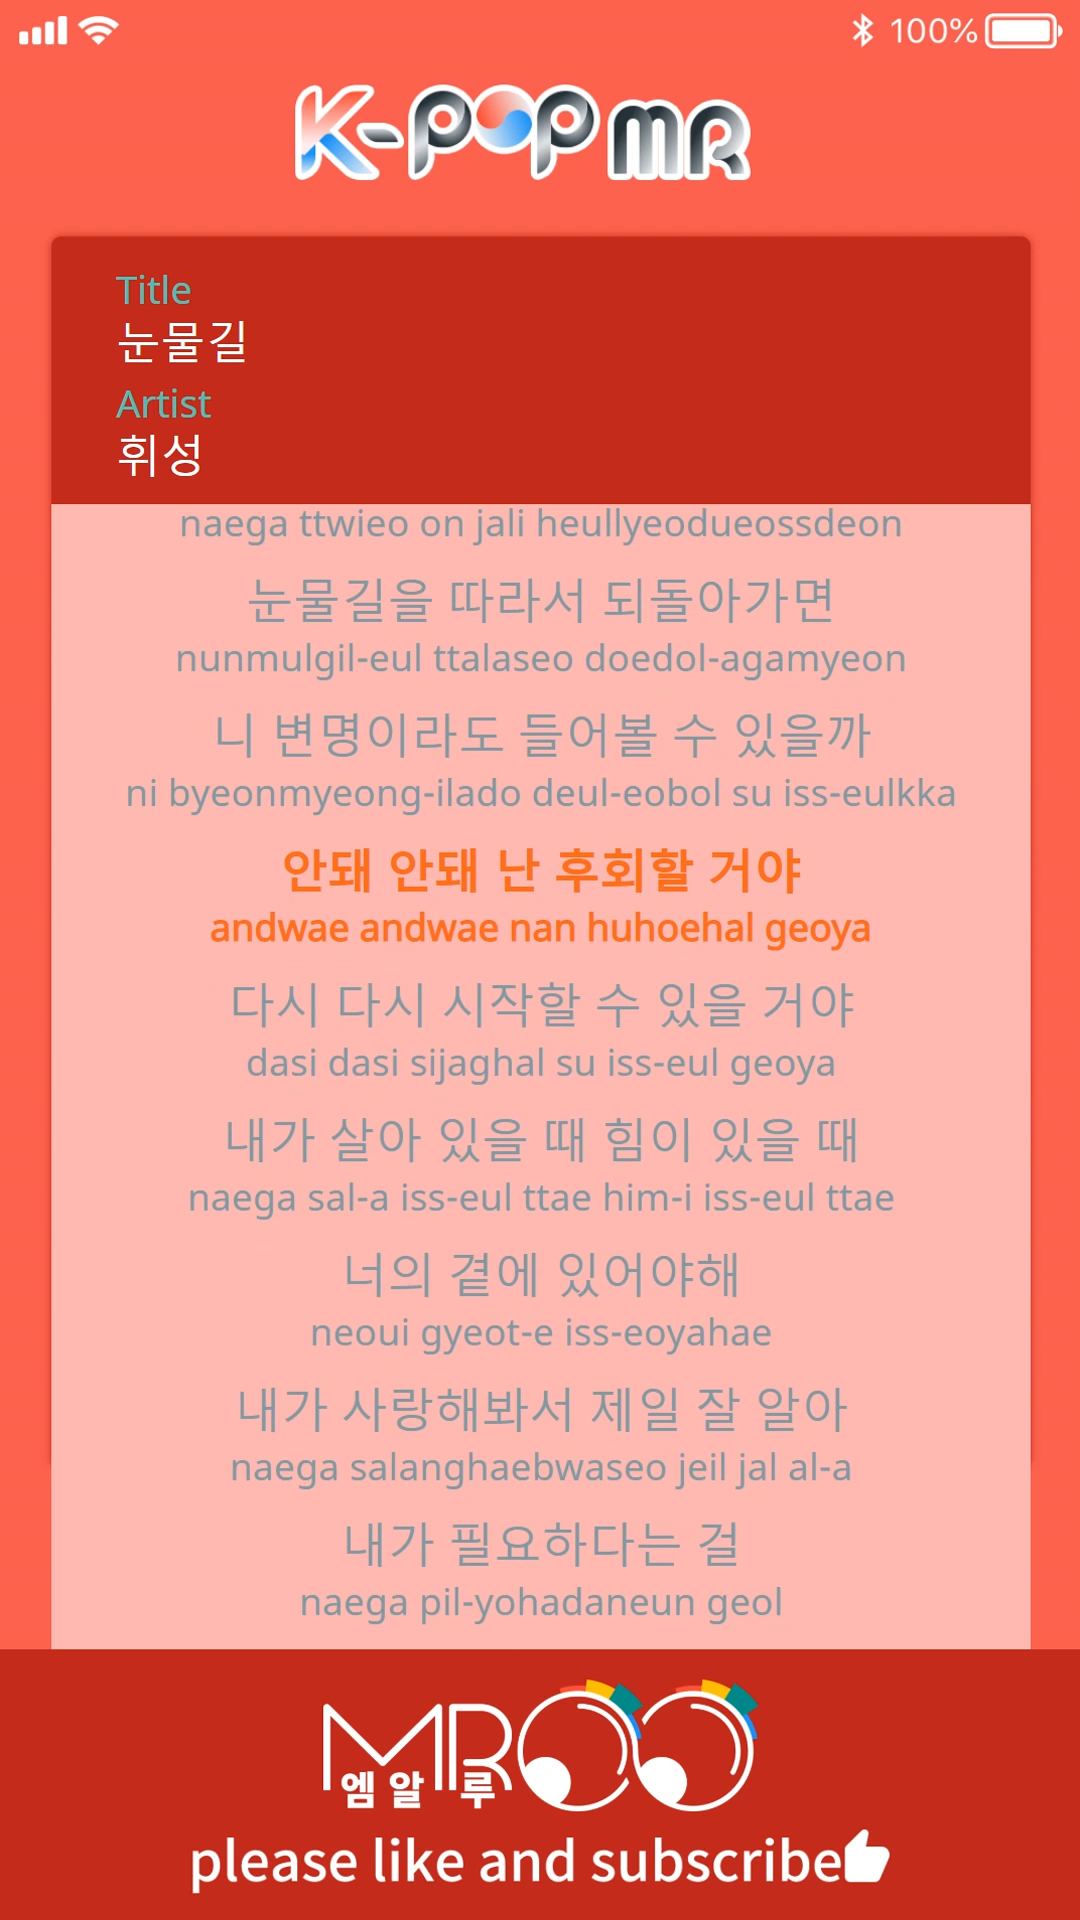 100%
K-POP MR
Title
눈물길
Artist
휘성
naega ttwieo on jali heullyeodueossdeon
눈물길을 따라서 되돌아가면
nunmulgil-eul ttalaseo doedol-agamyeon
니 변명이라도 들어볼 수 있을까
ni byeonmyeong-ilado deul-eobol su iss-eulkka
안돼 안돼 난 후회할 거야
andwae andwae nan huhoehal geoya
다시 다시 시작할 수 있을 거야
dasi dasi sijaghal su iss-eul geoya
내가 살아 있을 때 힘이 있을 때
naega sal-a iss-eul ttae him-i iss-eul ttae
너의 곁에 있어야해
neoui gyeot-e iss-eoyahae
내가 사랑해봐서 제일 잘 알아
naega salanghaebwaseo jeil jal al-a
내가 필요하다는 걸
naega pil-yohadaneun geol
MROO
엠알루
please like and subscribe